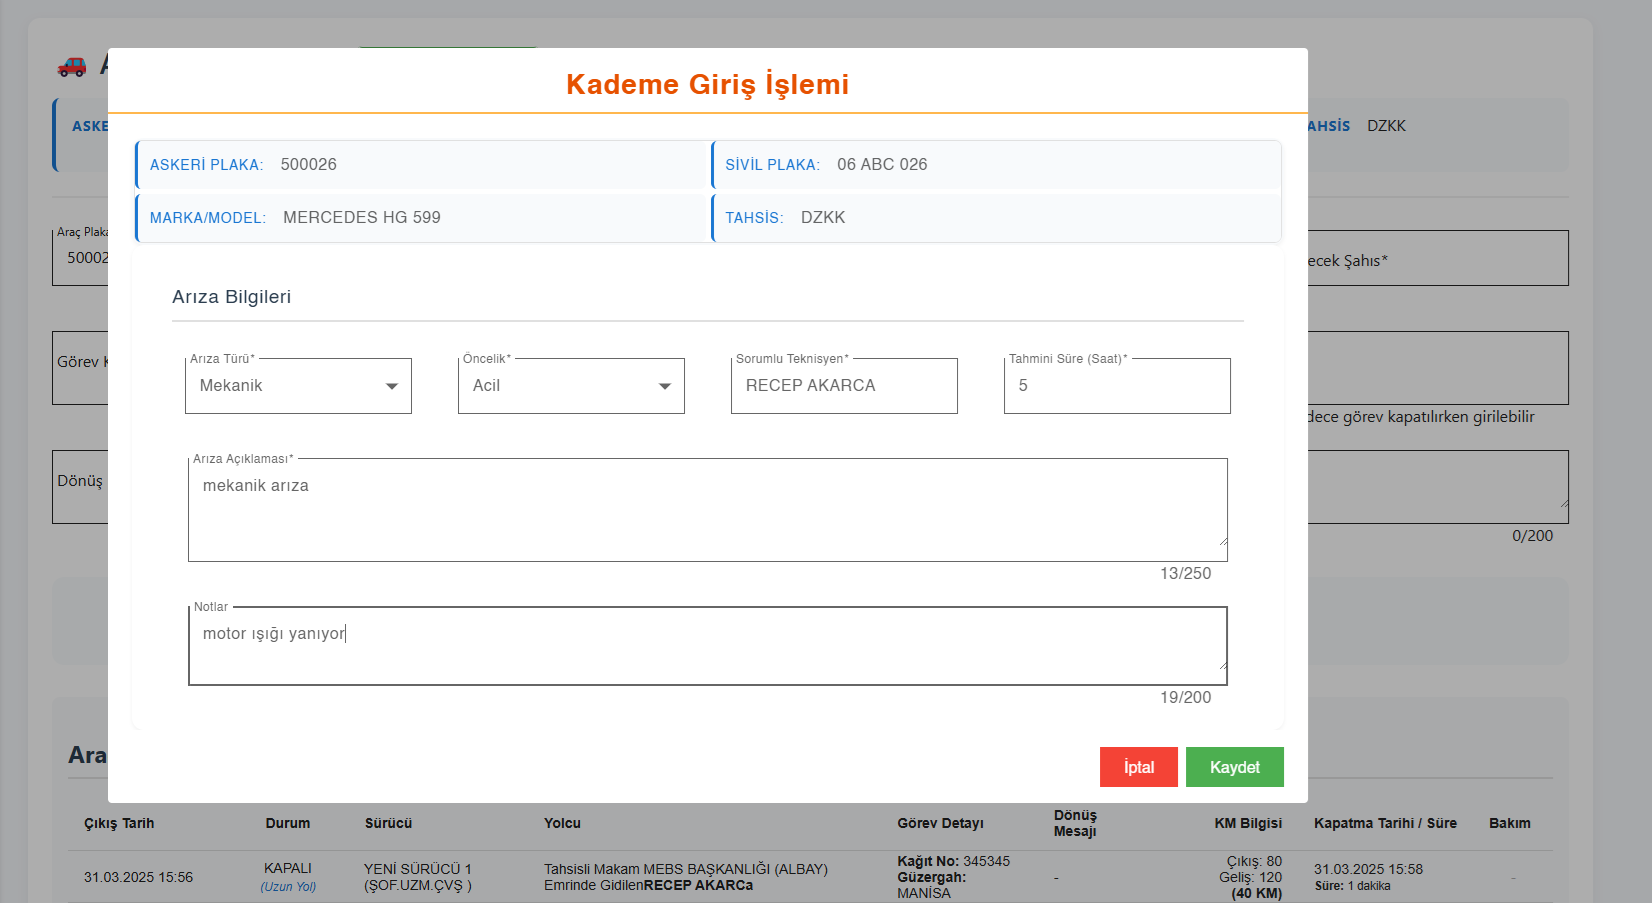 Kademe Giriş İşlemi
ASKERİ PLAKA: 500026
SİVİL PLAKA: 06 ABC 026
MARKA/MODEL: MERCEDES HG 599
TAHSİS: DZKK
Arıza Bilgileri
Arıza Türü*
Mekanik
Öncelik*
Acil
Sorumlu Teknisyen*
RECEP AKARCA
Tahmini Süre (Saat)*
5
Arıza Açıklaması*
mekanik arıza
13/250
Notlar
motor ışığı yanıyor
19/200
İptal
Kaydet
A
ASKE
AHSİS DZKK
Araç Plaka
50002
ecek Şahıs*
Görev K
dece görev kapatılırken girilebilir
Dönüş
0/200
Ara
Çıkış Tarih
Durum
Sürücü
Yolcu
Görev Detayı
Dönüş
Mesajı
KM Bilgisi
Kapatma Tarihi / Süre
Bakım
31.03.2025 15:56
KAPALI
(Uzun Yol)
YENİ SÜRÜCÜ 1
(ŞOF.UZM.ÇVŞ )
Tahsisli Makam MEBS BAŞKANLIĞI (ALBAY)
Emrinde GidilenRECEP AKARCa
Kağıt No: 345345
Güzergah:
MANİSA
-
Çıkış: 80
Geliş: 120
(40 KM)
31.03.2025 15:58
Süre: 1 dakika
-